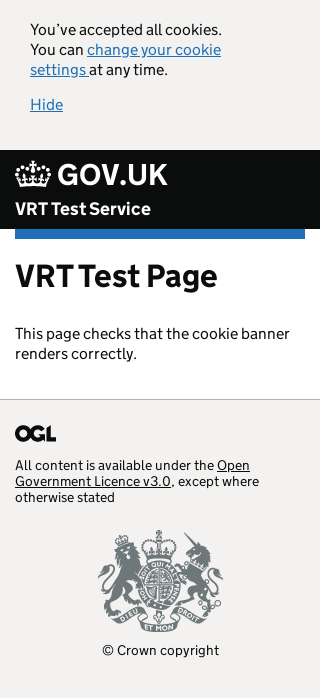 You've accepted all cookies.
You can change your cookie
settings at any time.
Hide
GOV.UK
VRT Test Service
VRT Test Page
This page checks that the cookie banner
renders correctly.
OGL
All content is available under the Open
Government Licence v3.0, except where
otherwise stated
DIEU ET MON DROIT
© Crown copyright